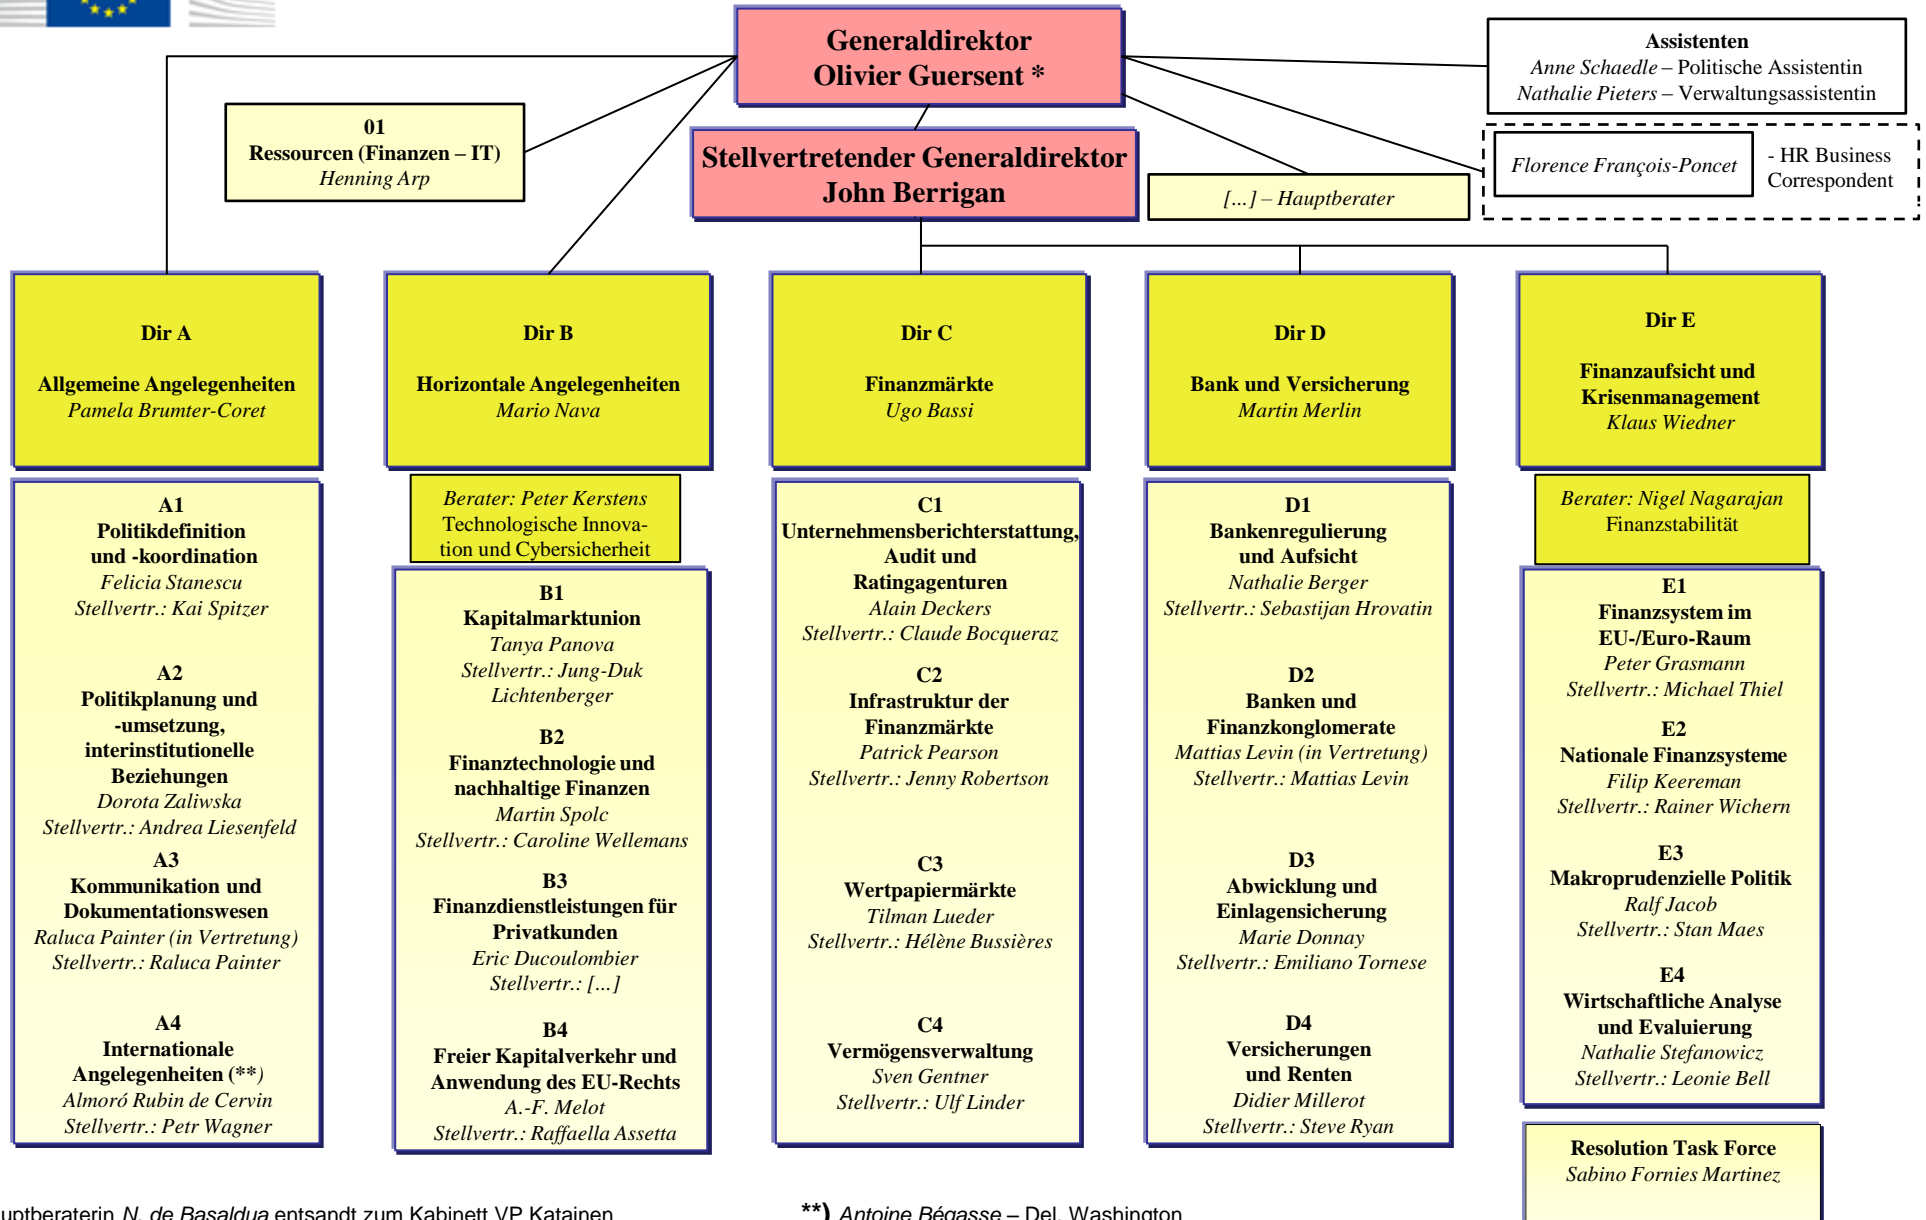 Generaldirektor
Olivier Guersent *
Assistenten
Anne Schaedle – Politische Assistentin
Nathalie Pieters – Verwaltungsassistentin
01
Ressourcen (Finanzen – IT)
Henning Arp
Stellvertretender Generaldirektor
John Berrigan
[...] – Hauptberater
Florence François-Poncet
- HR Business
Correspondent
Dir A
Allgemeine Angelegenheiten
Pamela Brumter-Coret
Dir B
Horizontale Angelegenheiten
Mario Nava
Dir C
Finanzmärkte
Ugo Bassi
Dir D
Bank und Versicherung
Martin Merlin
Dir E
Finanzaufsicht und
Krisenmanagement
Klaus Wiedner
A1
Politikdefinition
und -koordination
Felicia Stanescu
Stellvertr.: Kai Spitzer
A2
Politikplanung und
-umsetzung,
interinstitutionelle
Beziehungen
Dorota Zaliwska
Stellvertr.: Andrea Liesenfeld
A3
Kommunikation und
Dokumentationswesen
Raluca Painter (in Vertretung)
Stellvertr.: Raluca Painter
A4
Internationale
Angelegenheiten (**)
Almoró Rubin de Cervin
Stellvertr.: Petr Wagner
Berater: Peter Kerstens
Technologische Innova-
tion und Cybersicherheit
B1
Kapitalmarktunion
Tanya Panova
Stellvertr.: Jung-Duk
Lichtenberger
B2
Finanztechnologie und
nachhaltige Finanzen
Martin Spolc
Stellvertr.: Caroline Wellemans
B3
Finanzdienstleistungen für
Privatkunden
Eric Ducoulombier
Stellvertr.: [...]
B4
Freier Kapitalverkehr und
Anwendung des EU-Rechts
A.-F. Melot
Stellvertr.: Raffaella Assetta
C1
Unternehmensberichterstattung,
Audit und
Ratingagenturen
Alain Deckers
Stellvertr.: Claude Bocqueraz
C2
Infrastruktur der
Finanzmärkte
Patrick Pearson
Stellvertr.: Jenny Robertson
C3
Wertpapiermärkte
Tilman Lueder
Stellvertr.: Hélène Bussières
C4
Vermögensverwaltung
Sven Gentner
Stellvertr.: Ulf Linder
D1
Bankenregulierung
und Aufsicht
Nathalie Berger
Stellvertr.: Sebastijan Hrovatin
D2
Banken und
Finanzkonglomerate
Mattias Levin (in Vertretung)
Stellvertr.: Mattias Levin
D3
Abwicklung und
Einlagensicherung
Marie Donnay
Stellvertr.: Emiliano Tornese
D4
Versicherungen
und Renten
Didier Millerot
Stellvertr.: Steve Ryan
Berater: Nigel Nagarajan
Finanzstabilität
E1
Finanzsystem im
EU-/Euro-Raum
Peter Grasmann
Stellvertr.: Michael Thiel
E2
Nationale Finanzsysteme
Filip Keereman
Stellvertr.: Rainer Wichern
E3
Makroprudenzielle Politik
Ralf Jacob
Stellvertr.: Stan Maes
E4
Wirtschaftliche Analyse
und Evaluierung
Nathalie Stefanowicz
Stellvertr.: Leonie Bell
Resolution Task Force
Sabino Fornies Martinez
N. de Basaldua entsandt zum Kabinett VP Katainen
**) Antoine Bégasse – Del. Washington